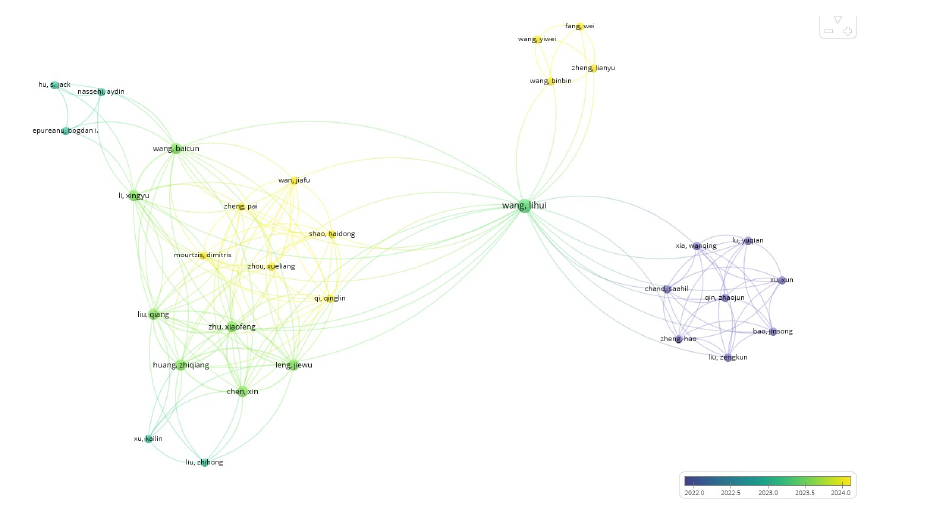 fang, wei
wang, yiwei
zheng, lianyu
wang, binbin
hu, s. jack
nassehi, aydin
epureanu, bogdan i.
wang, baicun
wan, jiafu
li, xingyu
zheng, pai
wang, lihui
shao, haidong
lu, yuqian
xia, wanqing
mourtzis, dimitris
zhou, xueliang
xu, xun
chand, saahil
qin, zhaojun
qi, qinglin
liu, qiang
zhu, xiaofeng
bao, jinsong
zheng, hao
liu, zengkun
huang, zhiqiang
leng, jiewu
chen, xin
xu, kailin
liu, zhihong
2022.0 2022.5 2023.0 2023.5 2024.0